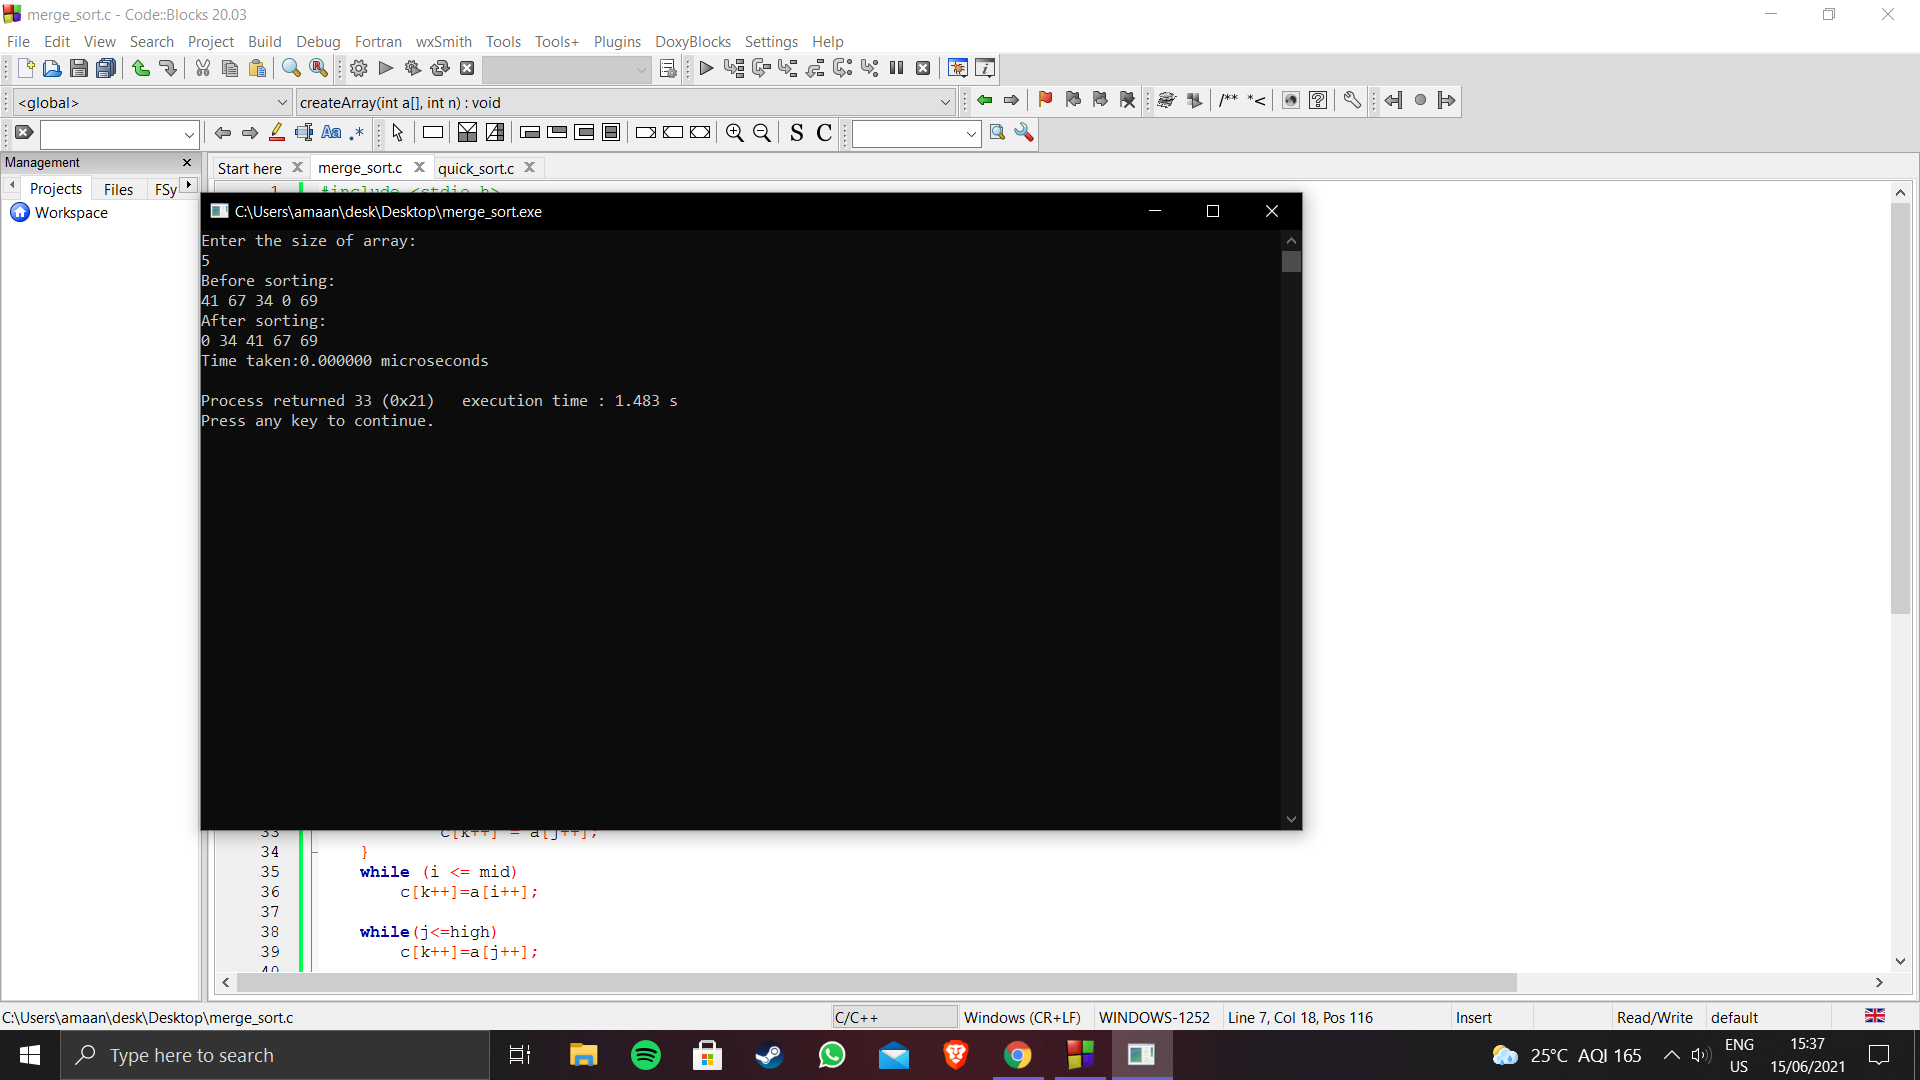 merge_sort.c - Code::Blocks 20.03
File Edit View Search Project Build Debug Fortran wxSmith Tools Tools+ Plugins DoxyBlocks Settings Help
<global> createArray(int a[], int n) : void /** *<
Aa .* S C
Management
Start here merge_sort.c quick_sort.c
Projects Files FSy
1 #include <stdio.h>
Workspace
C:\Users\amaan\desk\Desktop\merge_sort.exe
Enter the size of array:
5
Before sorting:
41 67 34 0 69
After sorting:
0 34 41 67 69
Time taken:0.000000 microseconds
Process returned 33 (0x21)   execution time : 1.483 s
Press any key to continue.
33 c[k++] = a[j++];
34 }
35 while (i <= mid)
36 c[k++]=a[i++];
37
38 while(j<=high)
39 c[k++]=a[j++];
40
C:\Users\amaan\desk\Desktop\merge_sort.c C/C++ Windows (CR+LF) WINDOWS-1252 Line 7, Col 18, Pos 116 Insert Read/Write default
Type here to search
25°C AQI 165
ENG
US
15:37
15/06/2021